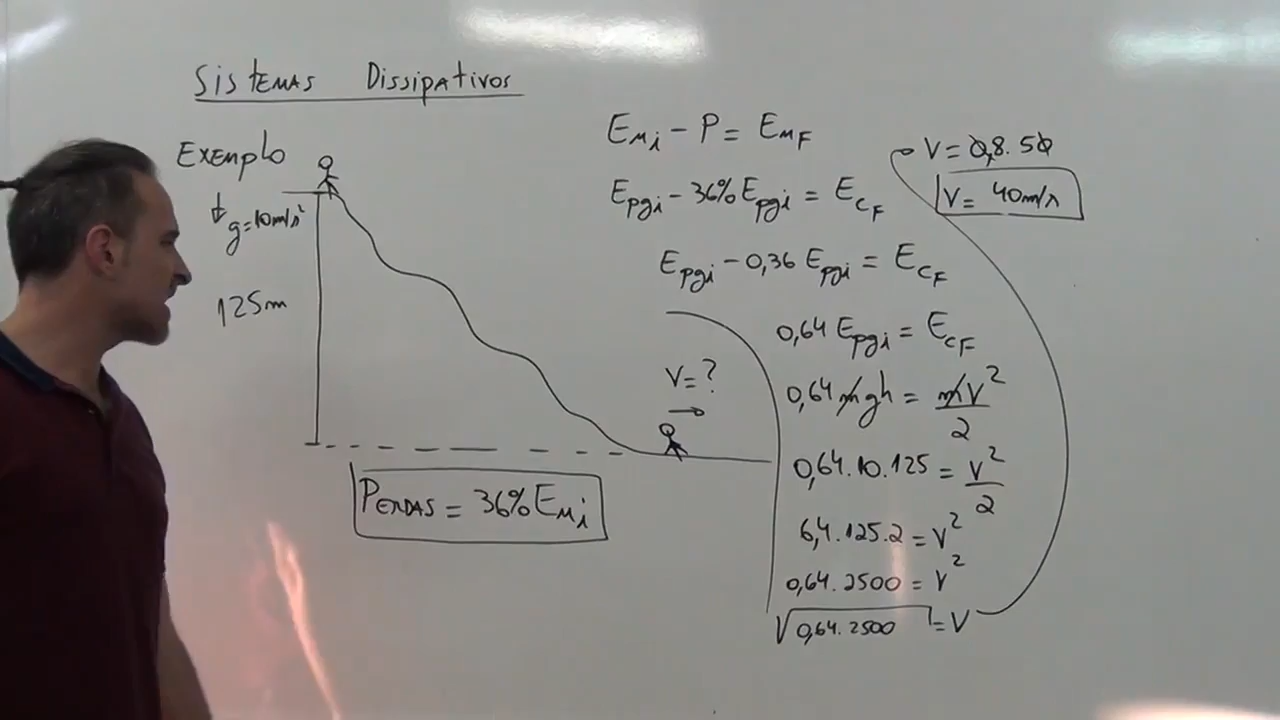 Sistemas Dissipativos
Exemplo
g=10m/s²
125m
V=?
Perdas = 36% Emi
Emi - P = EmF
Epgi - 36% Epgi = EcF
Epgi - 0,36 Epgi = EcF
0,64 Epgi = EcF
0,64 mgh = mv²/2
0,64.10.125 = v²/2
6,4.125.2 = v²
0,64.2500 = v²
√0,64.2500 = V
V = 0,8.50
V = 40m/s